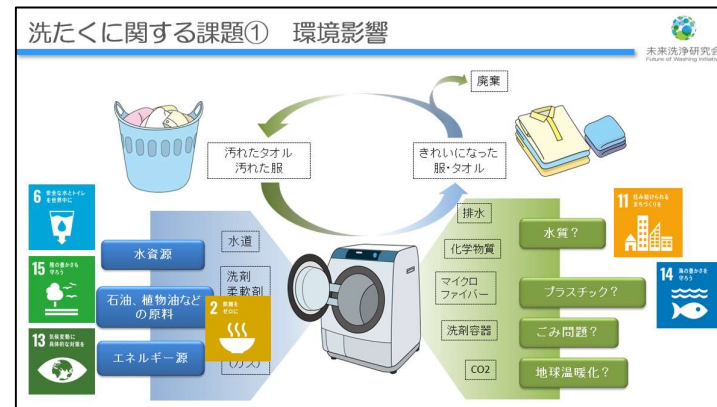 洗たくに関する課題① 環境影響
未来洗浄研究会
Future of Washing Initiative
廃棄
汚れたタオル
汚れた服
きれいになった
服・タオル
6 安全な水とトイレ
を世界中に
15 陸の豊かさも
守ろう
13 気候変動に
具体的な対策を
水資源
石油、植物油など
の原料
エネルギー源
水道
洗剤
柔軟剤
2 飢餓を
ゼロに
(ガス)
排水
化学物質
マイクロ
ファイバー
洗剤容器
CO2
水質?
プラスチック?
ごみ問題?
地球温暖化?
11 住み続けられる
まちづくりを
14 海の豊かさを
守ろう